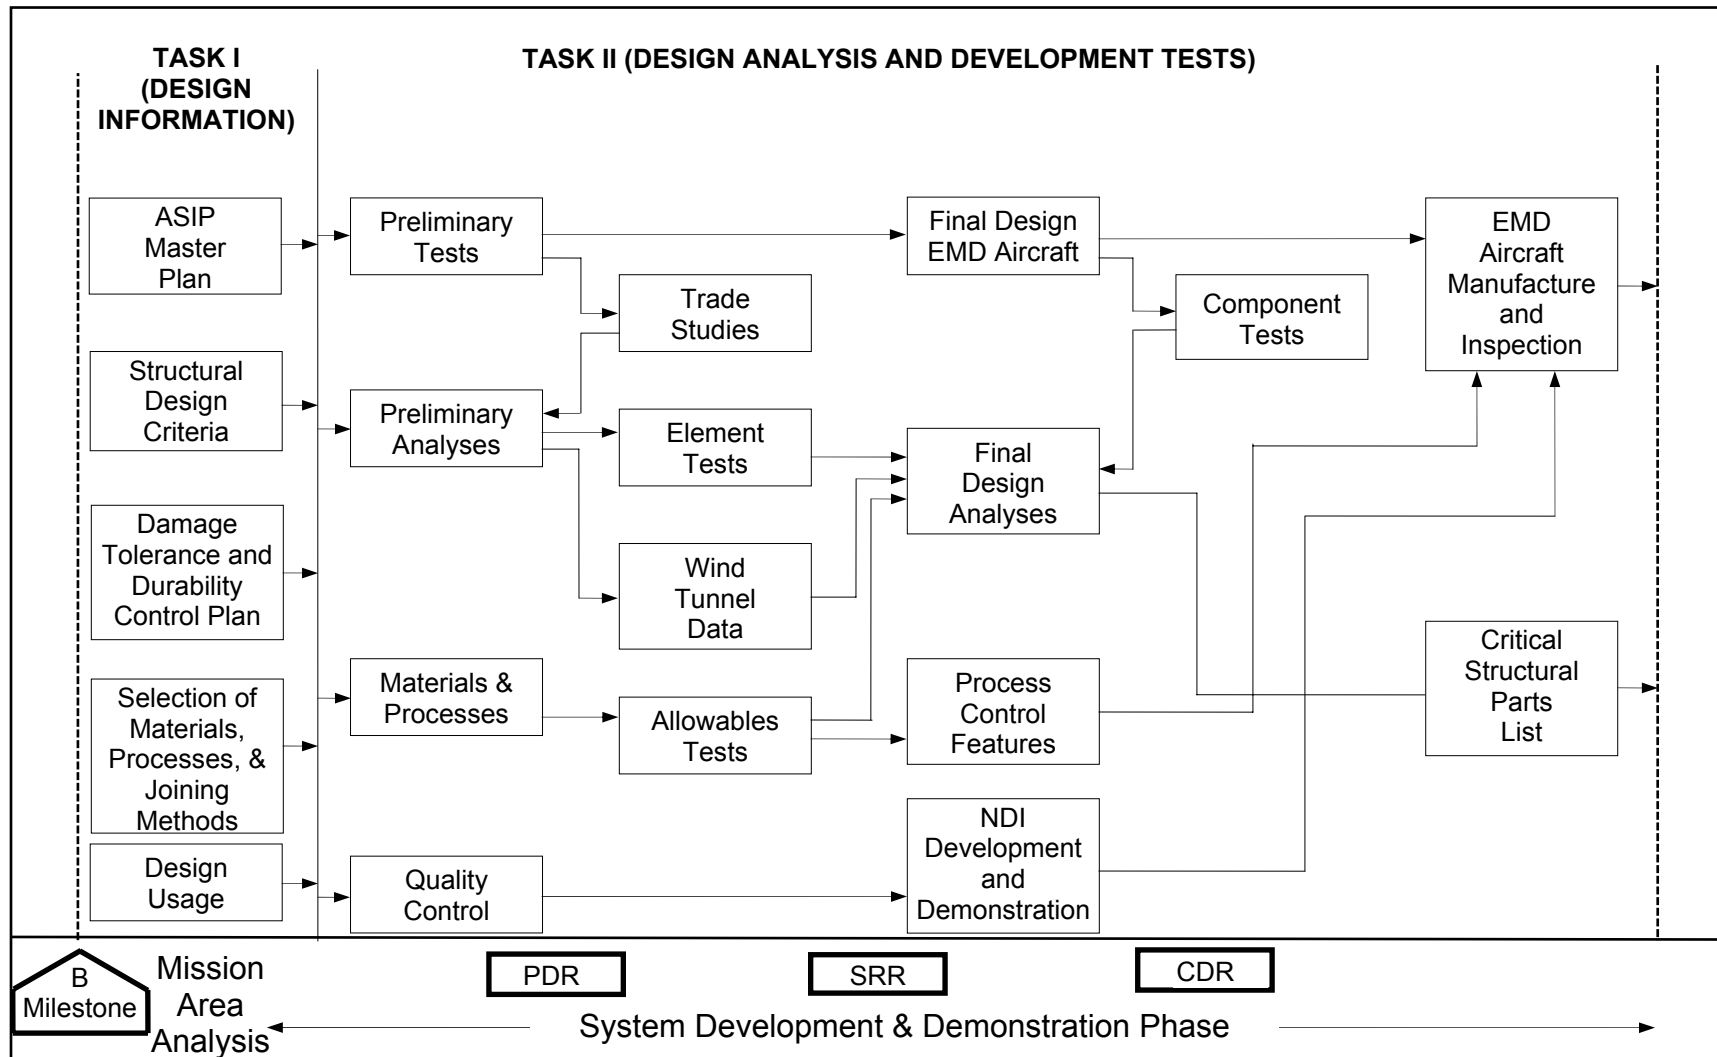 TASK I
(DESIGN
INFORMATION)
TASK II (DESIGN ANALYSIS AND DEVELOPMENT TESTS)
ASIP
Master
Plan
Structural
Design
Criteria
Damage
Tolerance and
Durability
Control Plan
Selection of
Materials,
Processes, &
Joining
Methods
Design
Usage
Preliminary
Tests
Trade
Studies
Preliminary
Analyses
Element
Tests
Wind
Tunnel
Data
Materials &
Processes
Allowables
Tests
Quality
Control
Final Design
EMD Aircraft
Component
Tests
Final
Design
Analyses
Process
Control
Features
NDI
Development
and
Demonstration
EMD
Aircraft
Manufacture
and
Inspection
Critical
Structural
Parts
List
B
Milestone
Mission
Area
Analysis
PDR
SRR
CDR
System Development & Demonstration Phase